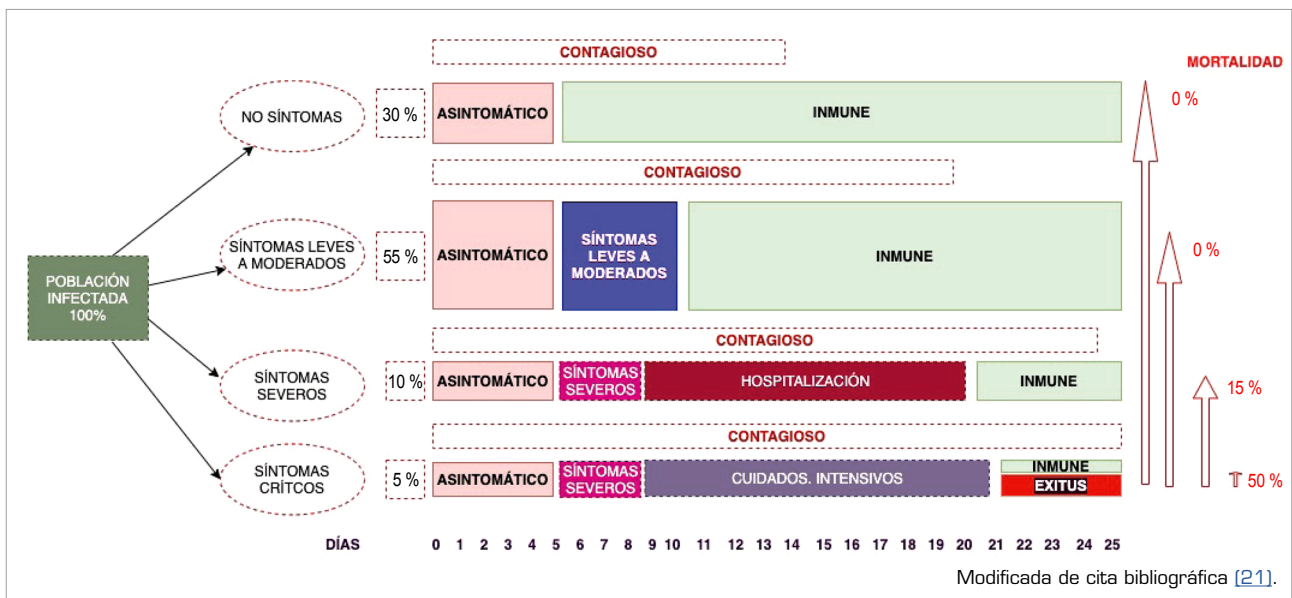 CONTAGIOSO
MORTALIDAD
NO SÍNTOMAS
30 %
ASINTOMÁTICO
INMUNE
0 %
CONTAGIOSO
SÍNTOMAS LEVES
A MODERADOS
55 %
ASINTOMÁTICO
SÍNTOMAS
LEVES A
MODERADOS
INMUNE
0 %
POBLACIÓN
INFECTADA
100%
CONTAGIOSO
SÍNTOMAS
SEVEROS
10 %
ASINTOMÁTICO
SÍNTOMAS
SEVEROS
HOSPITALIZACIÓN
INMUNE
15 %
CONTAGIOSO
SÍNTOMAS
CRÍTCOS
5 %
ASINTOMÁTICO
SÍNTOMAS
SEVEROS
CUIDADOS. INTENSIVOS
INMUNE
EXITUS
50 %
DÍAS 0 1 2 3 4 5 6 7 8 9 10 11 12 13 14 15 16 17 18 19 20 21 22 23 24 25
Modificada de cita bibliográfica (21).